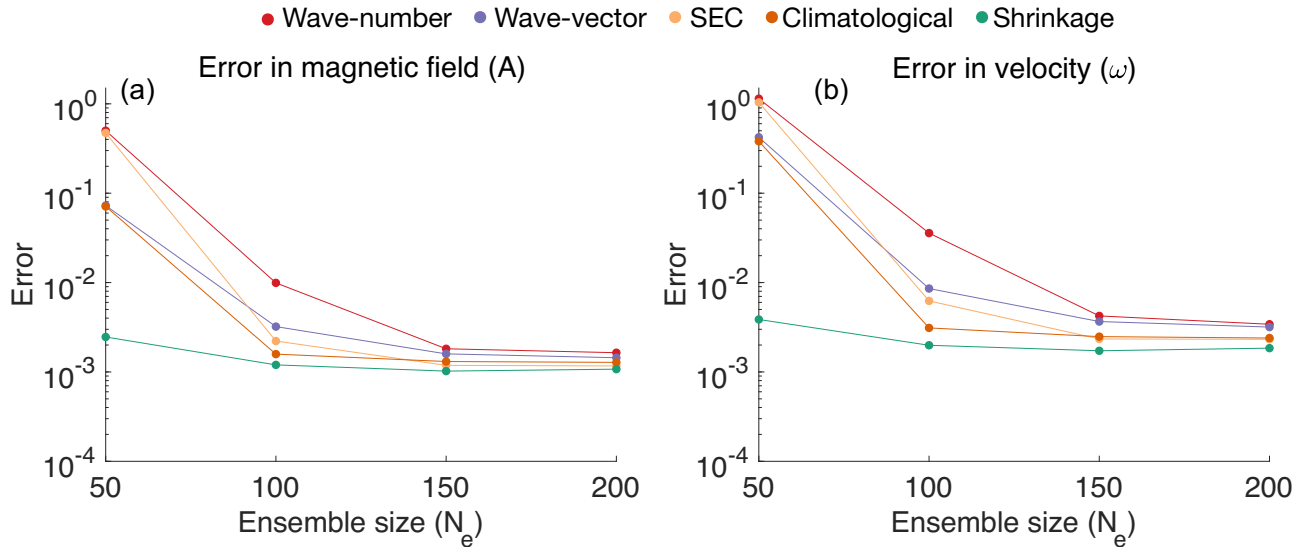 Wave-number Wave-vector SEC Climatological Shrinkage
Error in magnetic field (A)
(a)
10^0
10^-1
10^-2
10^-3
10^-4
Error
50 100 150 200
Ensemble size (N_e)
Error in velocity (ω)
(b)
10^0
10^-1
10^-2
10^-3
10^-4
Error
50 100 150 200
Ensemble size (N_e)